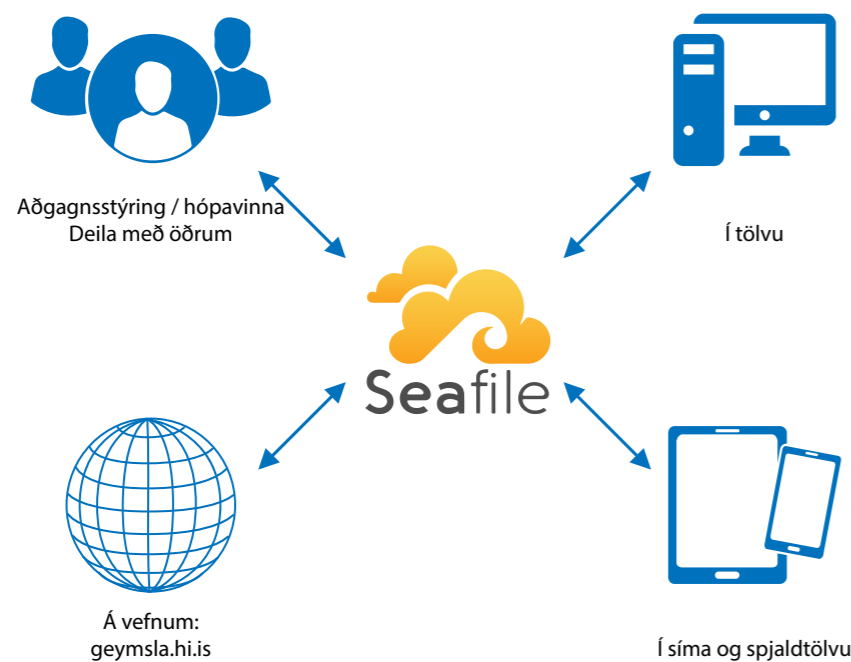 Aðgagnsstýring / hópavinna
Deila með öðrum
Í tölvu
Seafile
Á vefnum:
geymsla.hi.is
Í síma og spjaldtölvu